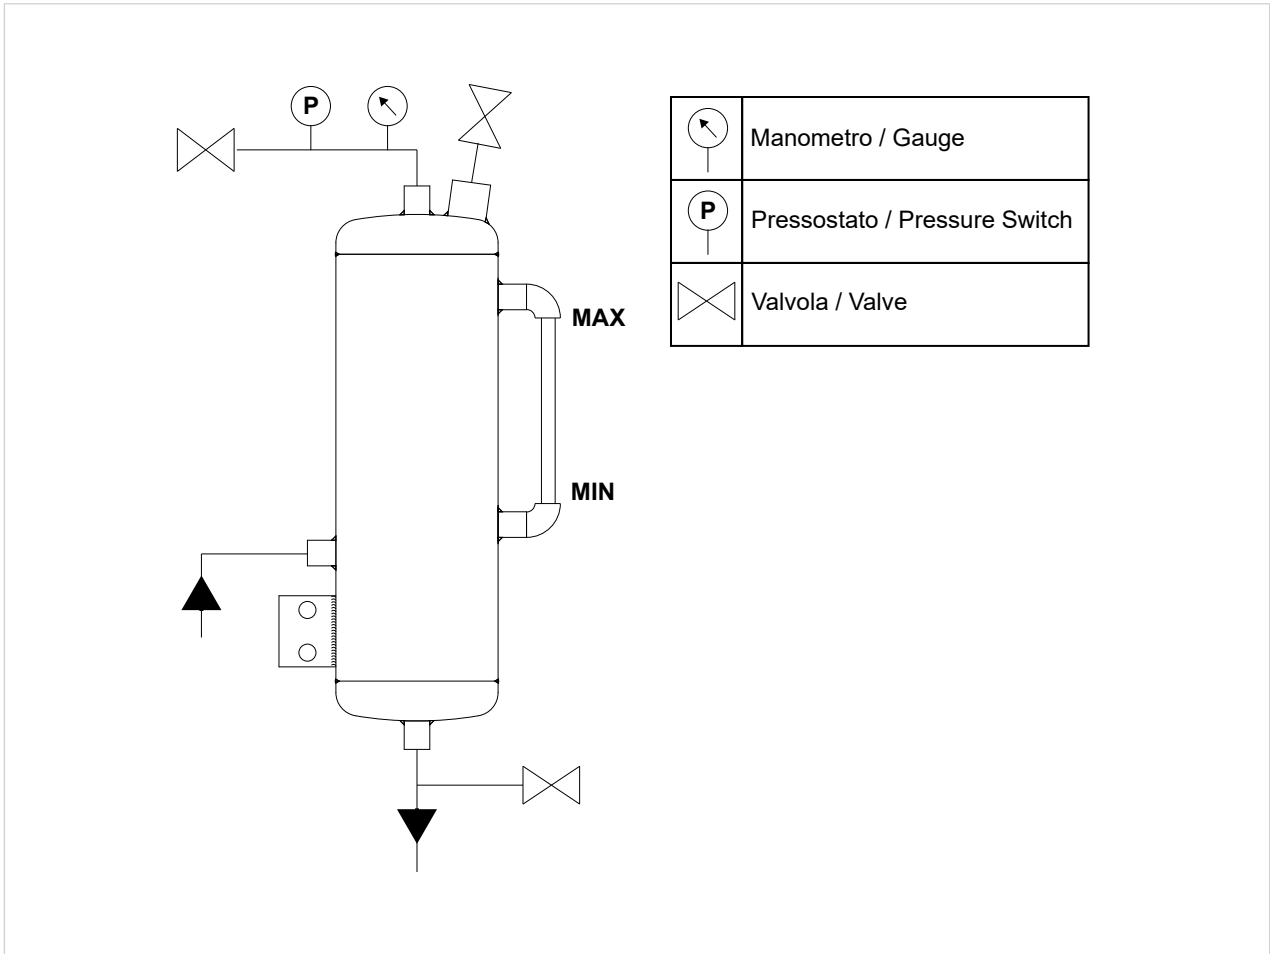 P
MAX
MIN
Manometro / Gauge
P
Pressostato / Pressure Switch
Valvola / Valve